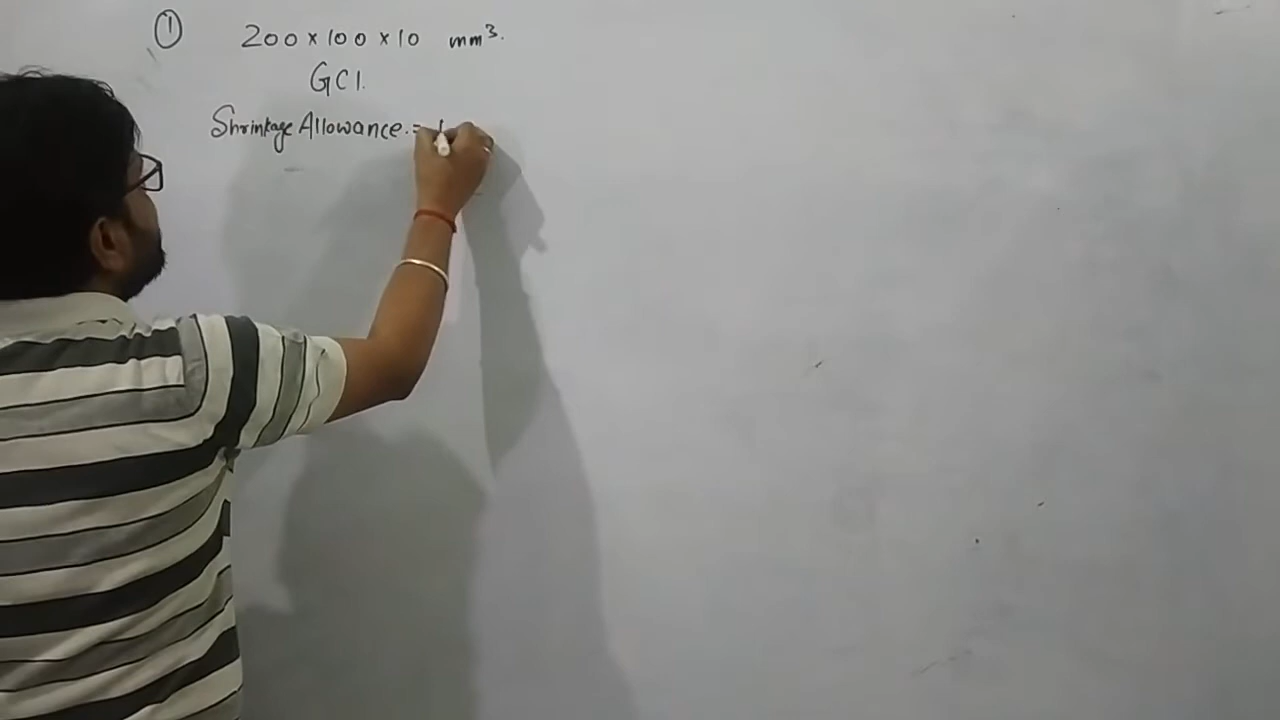 ① 200 × 100 × 10 mm³.
GCI.
Shrinkage Allowance. =